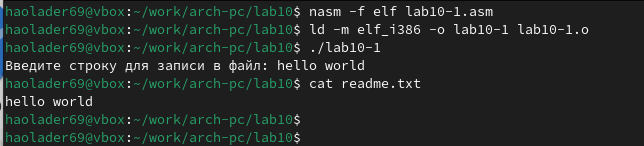 haolader69@vbox:~/work/arch-pc/lab10$ nasm -f elf lab10-1.asm
haolader69@vbox:~/work/arch-pc/lab10$ ld -m elf_i386 -o lab10-1 lab10-1.o
haolader69@vbox:~/work/arch-pc/lab10$ ./lab10-1
Введите строку для записи в файл: hello world
haolader69@vbox:~/work/arch-pc/lab10$ cat readme.txt
hello world
haolader69@vbox:~/work/arch-pc/lab10$
haolader69@vbox:~/work/arch-pc/lab10$